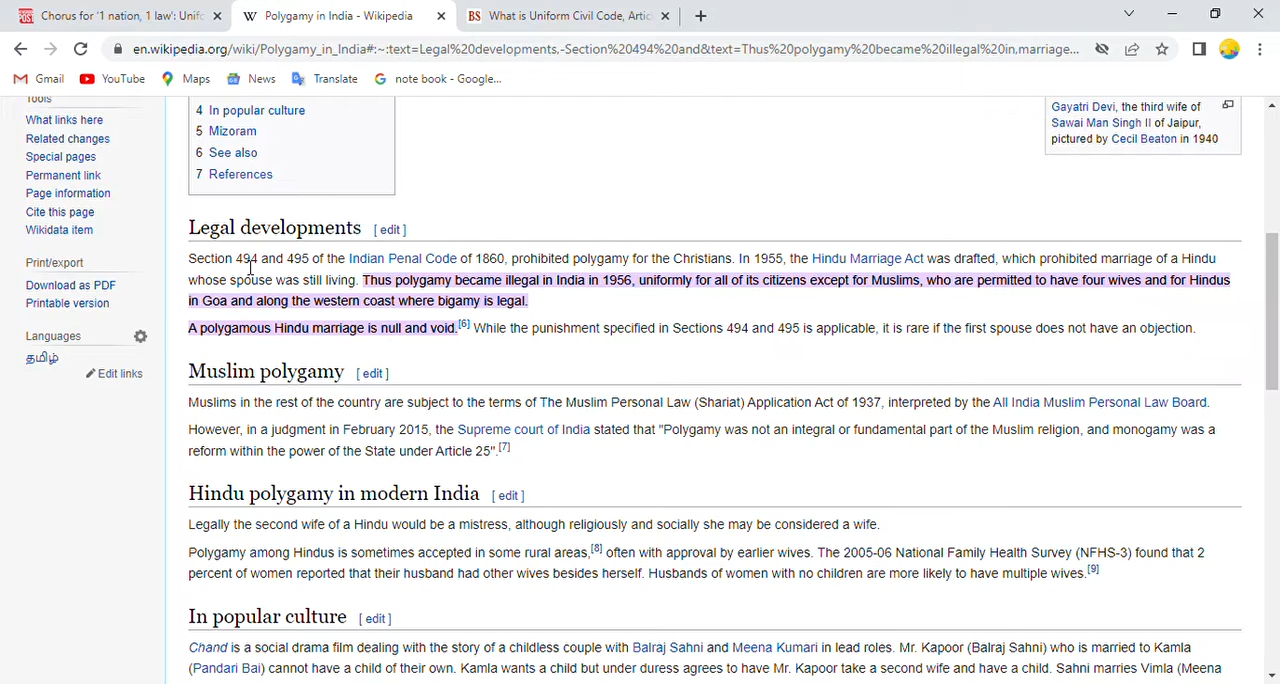 Chorus for '1 nation, 1 law': Unif
Polygamy in India - Wikipedia
BS What is Uniform Civil Code, Artic
en.wikipedia.org/wiki/Polygamy_in_India#:~:text=Legal%20developments,-Section%20494%20and&text=Thus%20polygamy%20became%20illegal%20in,marriage...
Gmail YouTube Maps News Translate note book - Google...
Tools
What links here
Related changes
Special pages
Permanent link
Page information
Cite this page
Wikidata item
Print/export
Download as PDF
Printable version
Languages
தமிழ்
Edit links
4 In popular culture
5 Mizoram
6 See also
7 References
Gayatri Devi, the third wife of
Sawai Man Singh II of Jaipur,
pictured by Cecil Beaton in 1940
Legal developments [ edit ]
Section 494 and 495 of the Indian Penal Code of 1860, prohibited polygamy for the Christians. In 1955, the Hindu Marriage Act was drafted, which prohibited marriage of a Hindu
whose spouse was still living. Thus polygamy became illegal in India in 1956, uniformly for all of its citizens except for Muslims, who are permitted to have four wives and for Hindus
in Goa and along the western coast where bigamy is legal.
A polygamous Hindu marriage is null and void.[6] While the punishment specified in Sections 494 and 495 is applicable, it is rare if the first spouse does not have an objection.
Muslim polygamy [ edit ]
Muslims in the rest of the country are subject to the terms of The Muslim Personal Law (Shariat) Application Act of 1937, interpreted by the All India Muslim Personal Law Board.
However, in a judgment in February 2015, the Supreme court of India stated that "Polygamy was not an integral or fundamental part of the Muslim religion, and monogamy was a
reform within the power of the State under Article 25".[7]
Hindu polygamy in modern India [ edit ]
Legally the second wife of a Hindu would be a mistress, although religiously and socially she may be considered a wife.
Polygamy among Hindus is sometimes accepted in some rural areas,[8] often with approval by earlier wives. The 2005-06 National Family Health Survey (NFHS-3) found that 2
percent of women reported that their husband had other wives besides herself. Husbands of women with no children are more likely to have multiple wives.[9]
In popular culture [ edit ]
Chand is a social drama film dealing with the story of a childless couple with Balraj Sahni and Meena Kumari in lead roles. Mr. Kapoor (Balraj Sahni) who is married to Kamla
(Pandari Bai) cannot have a child of their own. Kamla wants a child but under duress agrees to have Mr. Kapoor take a second wife and have a child. Sahni marries Vimla (Meena